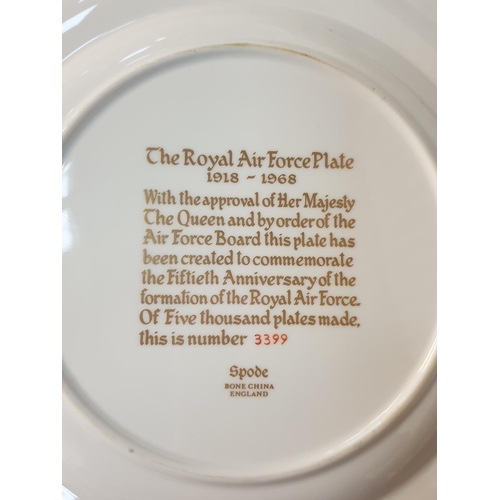 The Royal Air Force Plate
1918 - 1968
With the approval of Her Majesty
The Queen and by order of the
Air Force Board this plate has
been created to commemorate
the Fiftieth Anniversary of the
formation of the Royal Air Force.
Of Five thousand plates made,
this is number 3399
Spode
BONE CHINA
ENGLAND